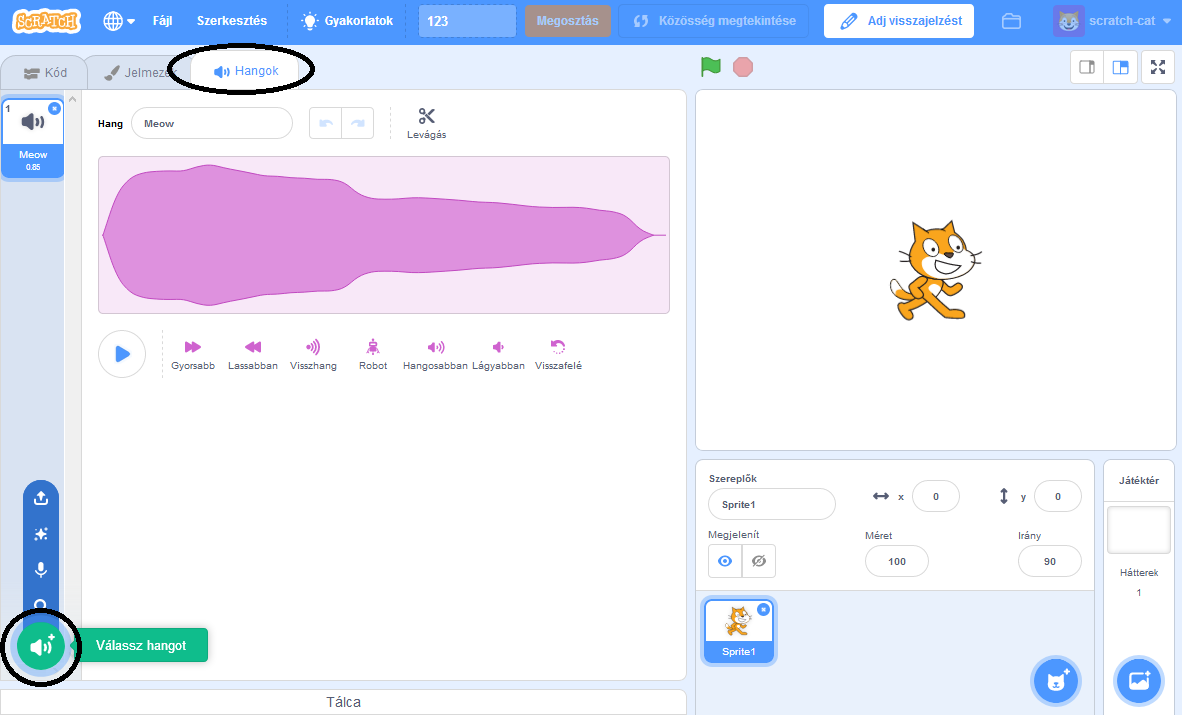 SCRATCH Fájl Szerkesztés Gyakorlatok 123 Megosztás Közösség megtekintése Adj visszajelzést scratch-cat
Kód Jelmezek Hangok
1
Meow
0.85
Hang Meow Levágás
Gyorsabb Lassabban Visszhang Robot Hangosabban Lágyabban Visszafelé
Válassz hangot
Tálca
Szereplők
Sprite1 x 0 y 0
Megjelenít Méret Irány
100 90
Sprite1
Játéktér
Hátterek
1